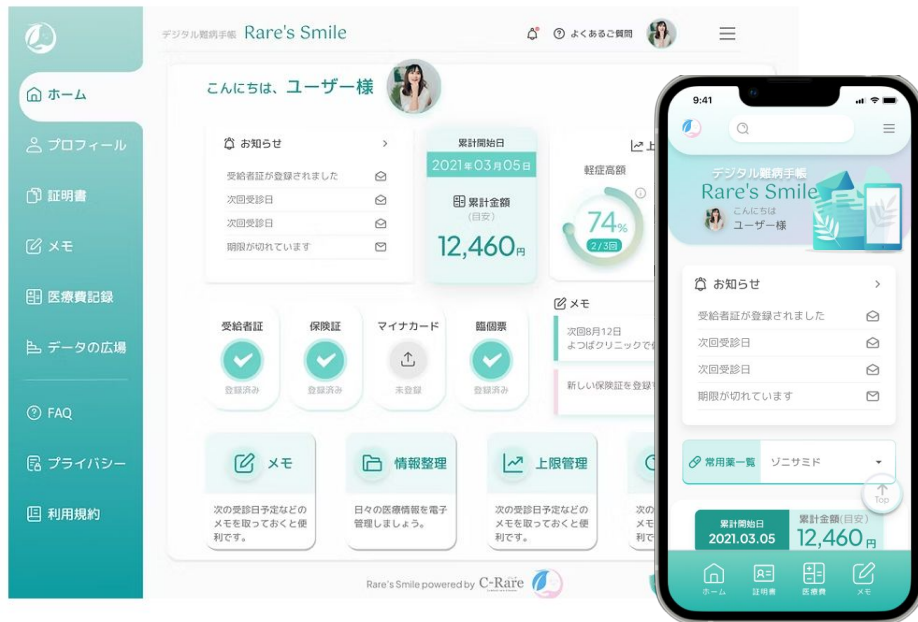 デジタル難病手帳 Rare's Smile
よくあるご質問
ホーム
プロフィール
証明書
メモ
医療費記録
データの広場
FAQ
プライバシー
利用規約
こんにちは、ユーザー様
お知らせ
受給者証が登録されました
次回受診日
次回受診日
期限が切れています
累計開始日
2021年03月05日
累計金額
(目安)
12,460円
上
軽症高額
74%
2/3回
受給者証
登録済み
保険証
登録済み
マイナカード
未登録
臨個票
登録済み
メモ
次回8月12日
よつばクリニックで
新しい保険証を登録
メモ
次の受診日予定などの
メモを取っておくと便
利です。
情報整理
日々の医療情報を電子
管理しましょう。
上限管理
次の受診日予定などの
メモを取っておくと便
利です。
次の
メモ
利で
Rare's Smile powered by C-Rare
9:41
デジタル難病手帳
Rare's Smile
こんにちは
ユーザー様
お知らせ
受給者証が登録されました
次回受診日
次回受診日
期限が切れています
常用薬一覧 ゾニサミド
Top
累計開始日
2021.03.05
累計金額(目安)
12,460円
ホーム
証明書
医療費
メモ